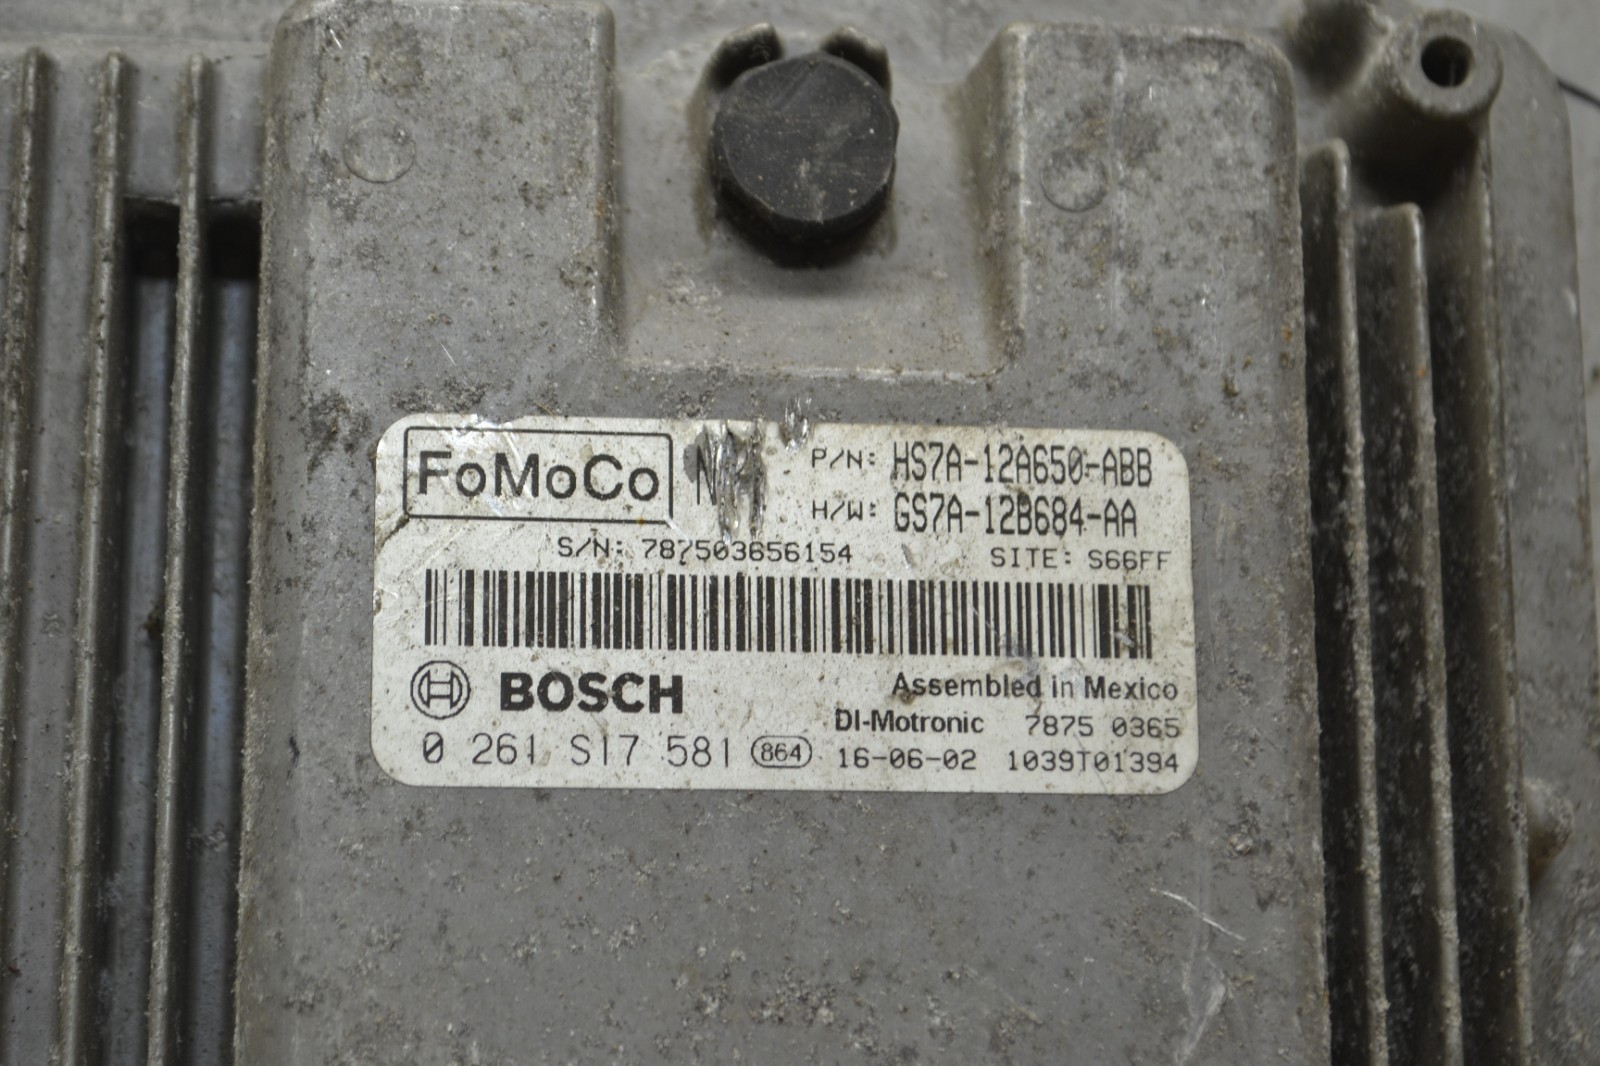 FoMoCo
P/N: HS7A-12A650-ABB
H/W: GS7A-12B684-AA
S/N: 787503656154 SITE: S66FF
BOSCH Assembled in Mexico
DI-Motronic 7875 0365
0 261 S17 581 864 16-06-02 1039T01394